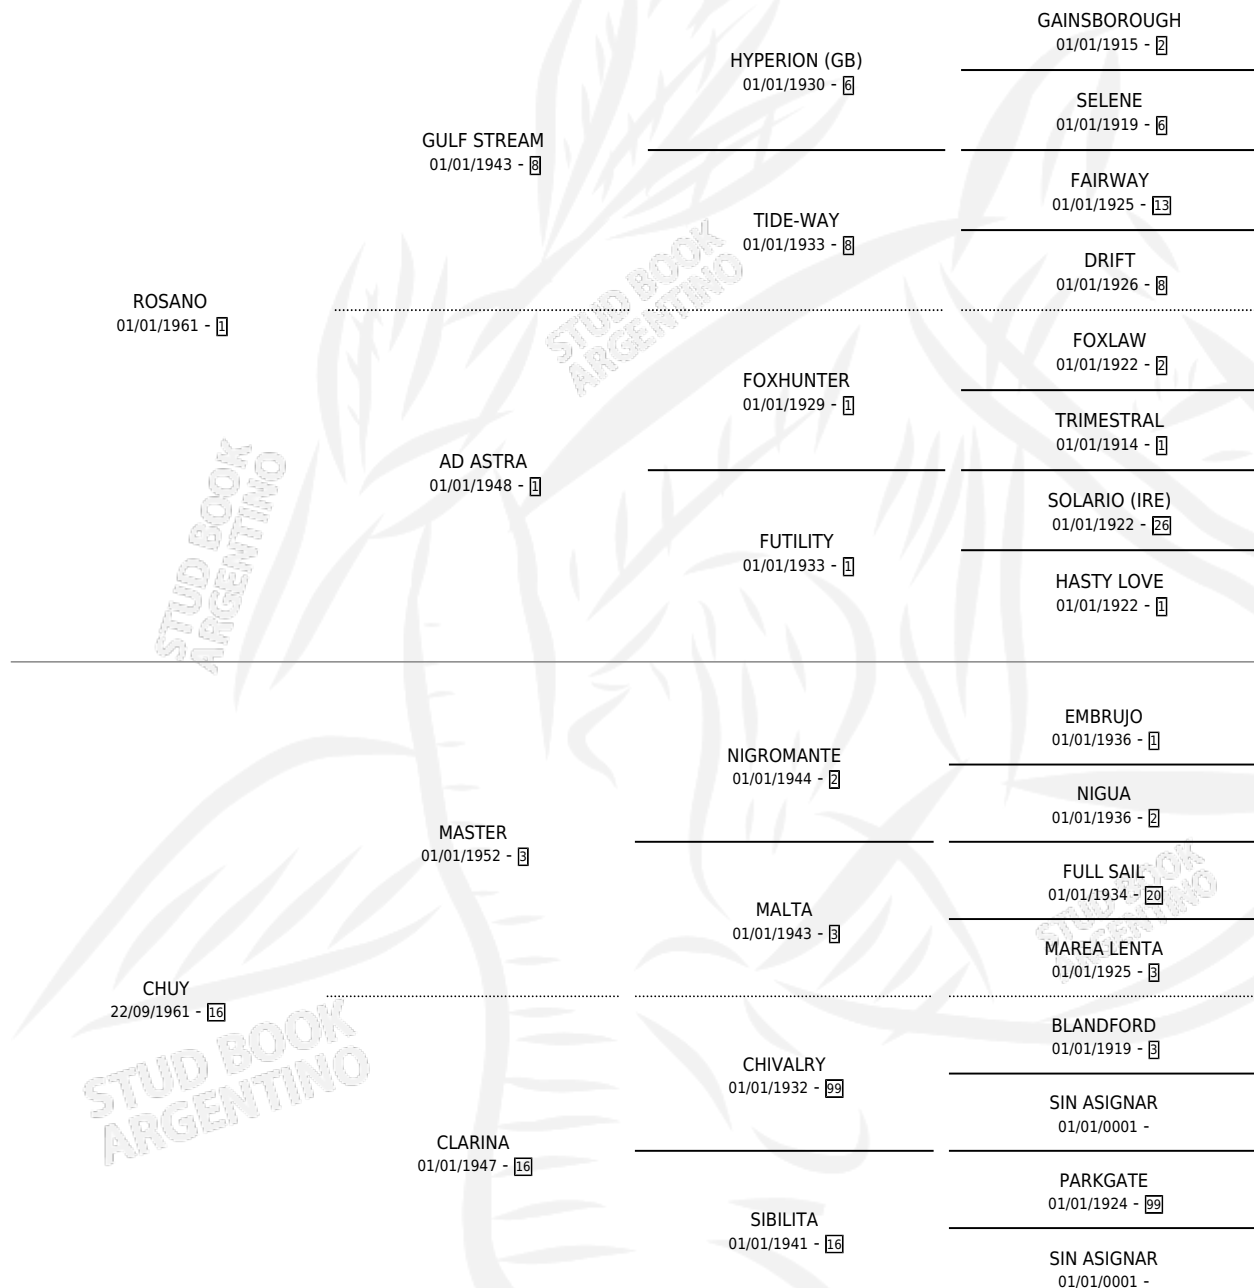 GAINSBOROUGH
01/01/1915 - 2
HYPERION (GB)
01/01/1930 - 6
SELENE
01/01/1919 - 6
GULF STREAM
01/01/1943 - 8
FAIRWAY
01/01/1925 - 13
TIDE-WAY
01/01/1933 - 8
DRIFT
01/01/1926 - 8
ROSANO
01/01/1961 - 1
FOXLAW
01/01/1922 - 2
FOXHUNTER
01/01/1929 - 1
TRIMESTRAL
01/01/1914 - 1
AD ASTRA
01/01/1948 - 1
SOLARIO (IRE)
01/01/1922 - 26
FUTILITY
01/01/1933 - 1
HASTY LOVE
01/01/1922 - 1
EMBRUJO
01/01/1936 - 1
NIGROMANTE
01/01/1944 - 2
NIGUA
01/01/1936 - 2
MASTER
01/01/1952 - 3
FULL SAIL
01/01/1934 - 20
MALTA
01/01/1943 - 3
MAREA LENTA
01/01/1925 - 3
CHUY
22/09/1961 - 16
BLANDFORD
01/01/1919 - 3
CHIVALRY
01/01/1932 - 99
SIN ASIGNAR
01/01/0001 -
CLARINA
01/01/1947 - 16
PARKGATE
01/01/1924 - 99
SIBILITA
01/01/1941 - 16
SIN ASIGNAR
01/01/0001 -
STUD BOOK
ARGENTINO
STUD BOOK
ARGENTINO
STUD BOOK
ARGENTINO
STUD BOOK
ARGENTINO